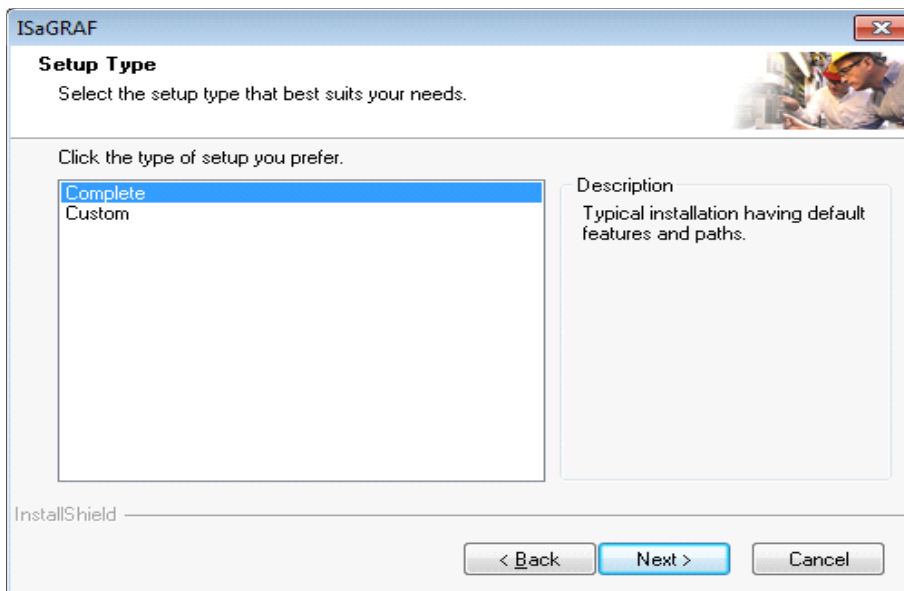 ISaGRAF
Setup Type
Select the setup type that best suits your needs.
Click the type of setup you prefer.
Complete
Custom
Description
Typical installation having default
features and paths.
InstallShield
< Back
Next >
Cancel